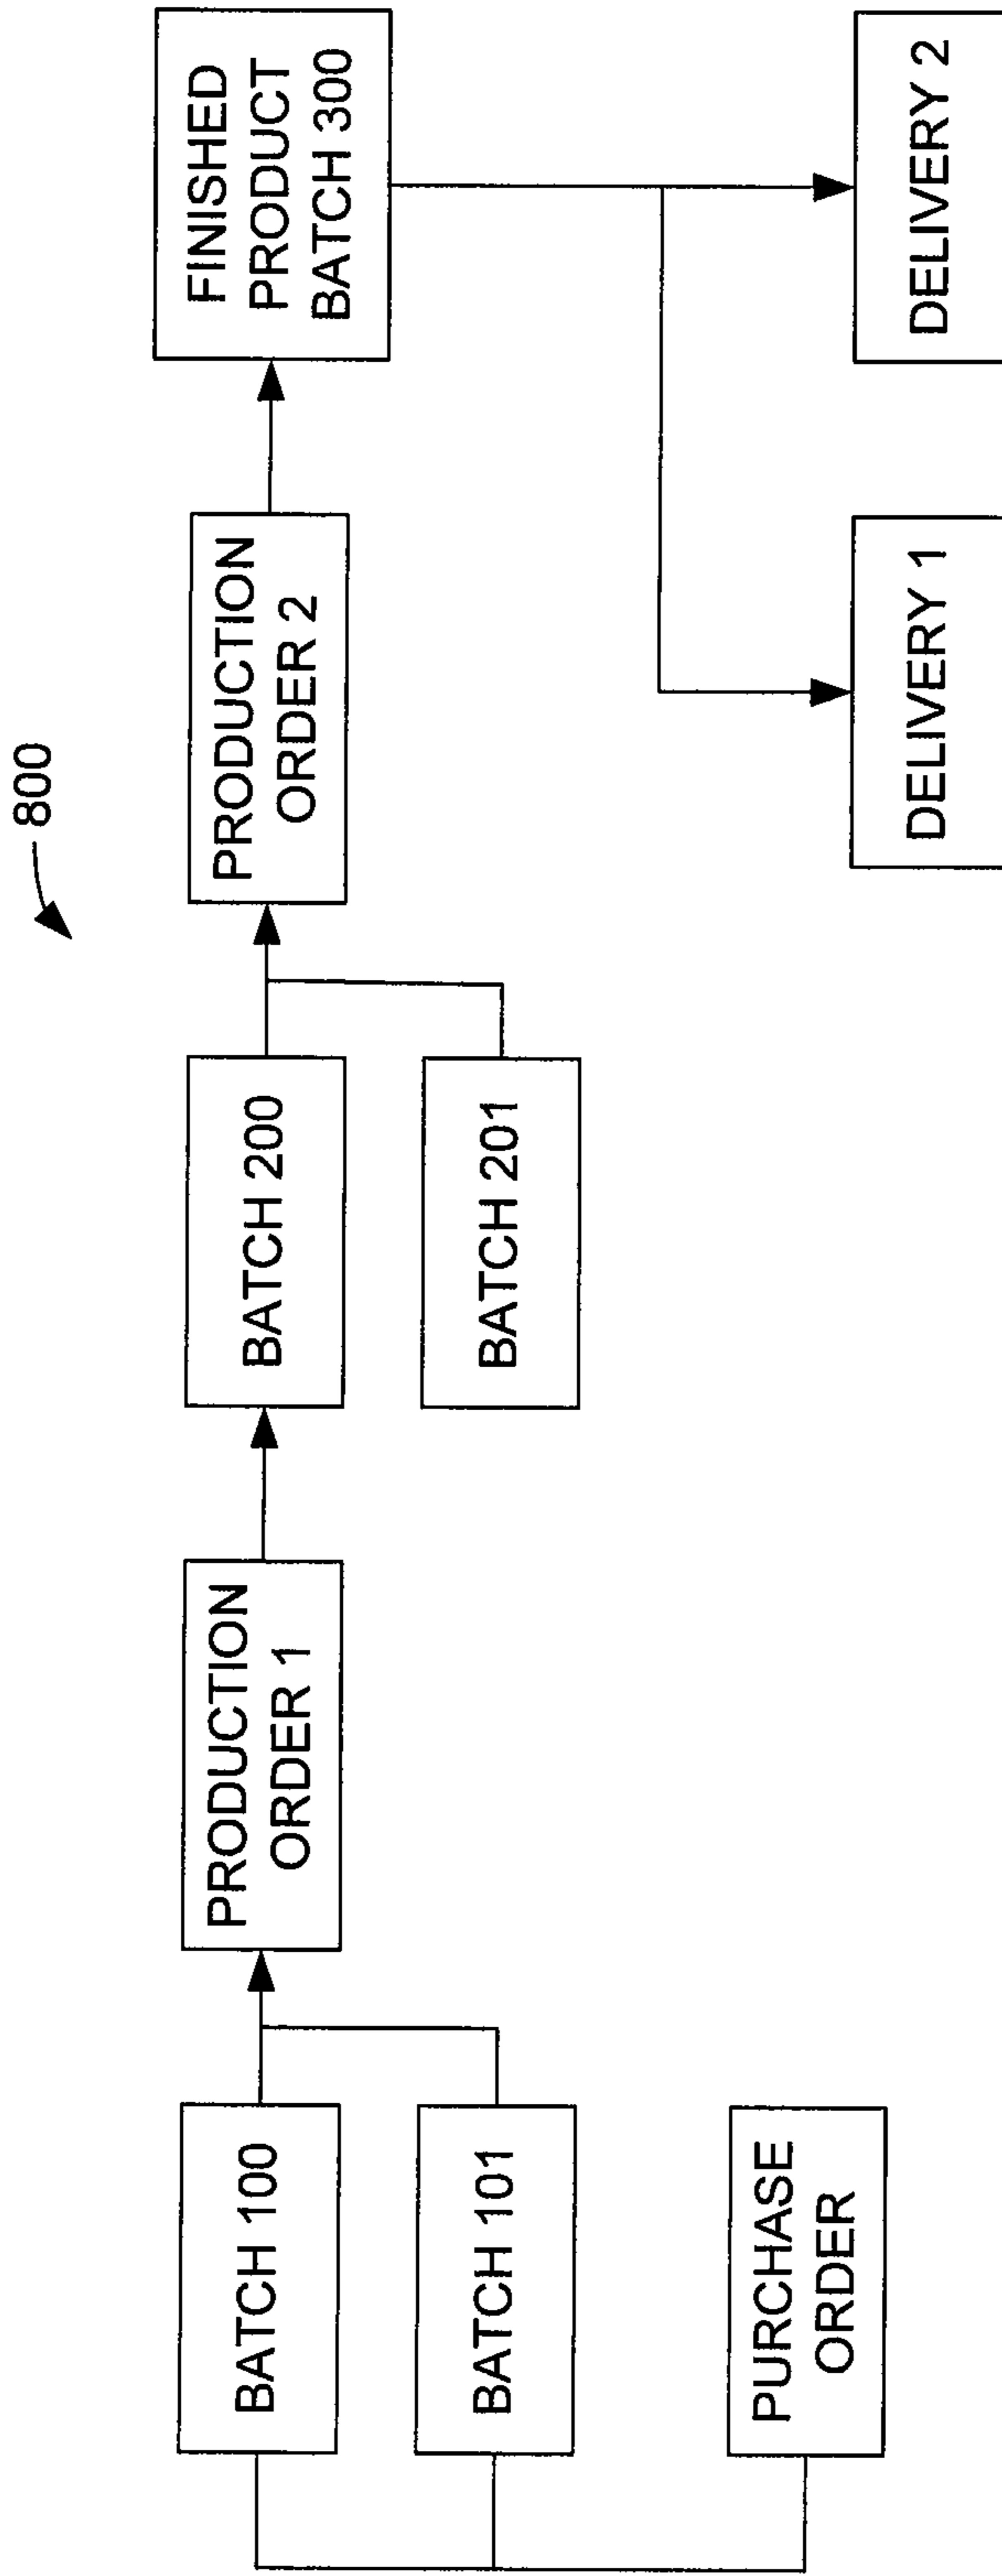 800
BATCH 100
BATCH 101
PURCHASE
ORDER
PRODUCTION
ORDER 1
BATCH 200
BATCH 201
PRODUCTION
ORDER 2
FINISHED
PRODUCT
BATCH 300
DELIVERY 1
DELIVERY 2